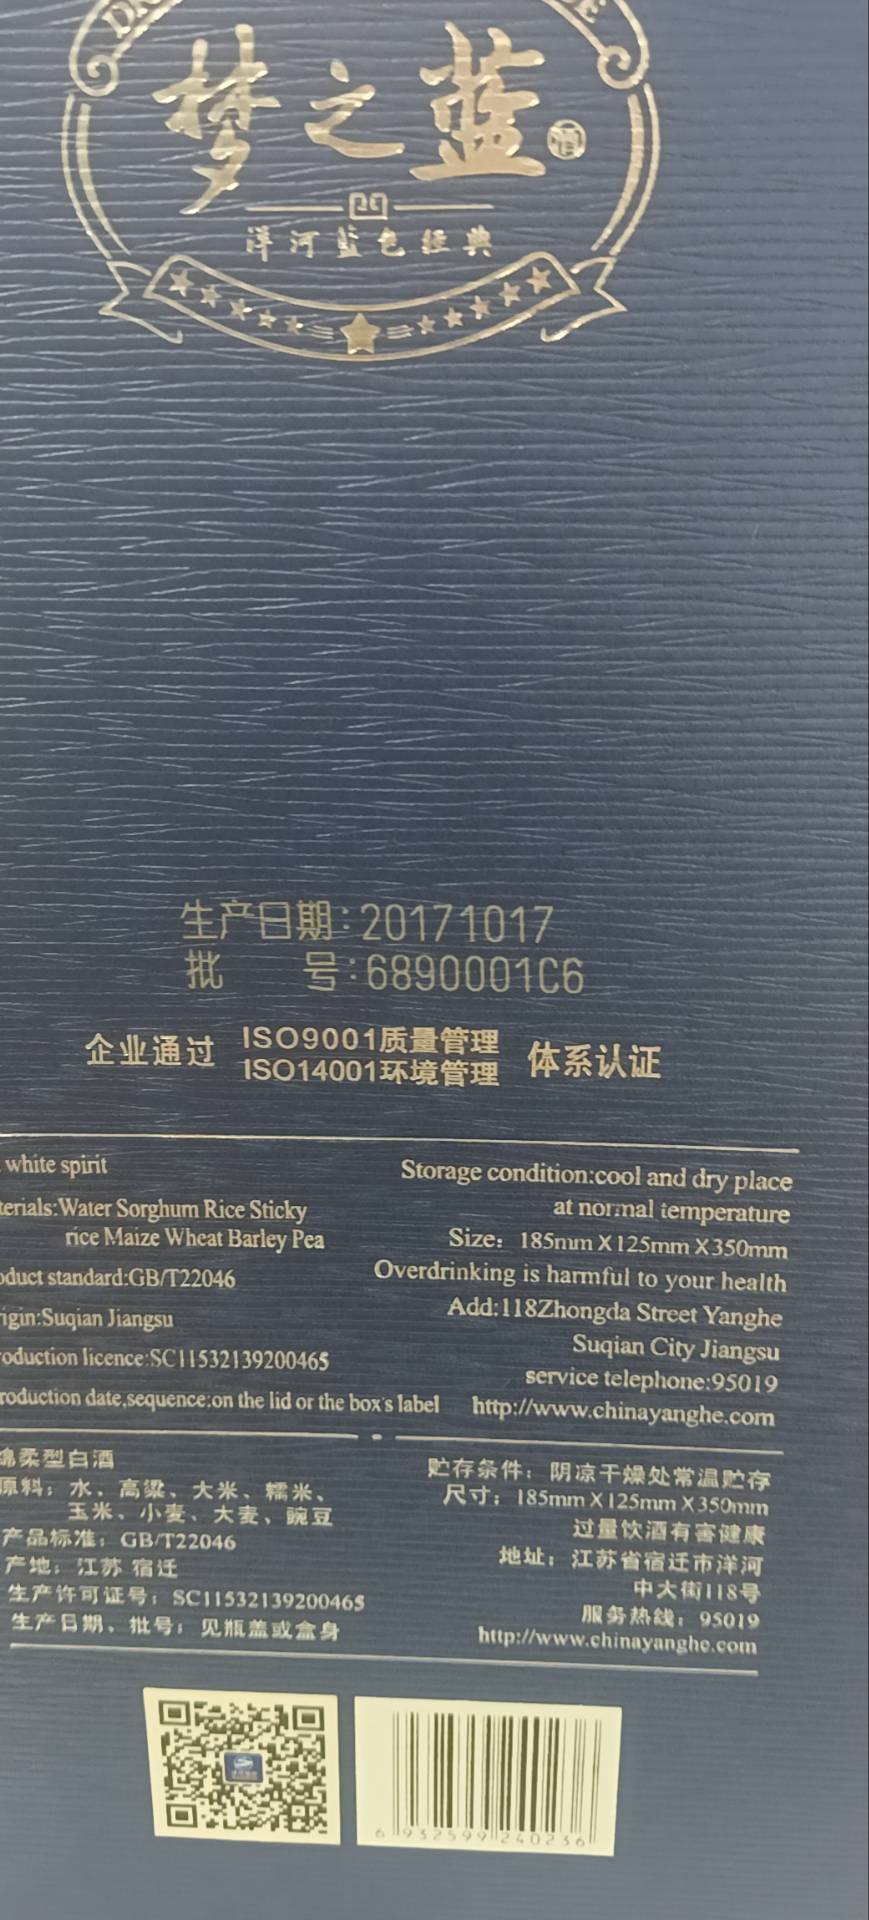 梦之蓝
洋河蓝色经典
生产日期:20171017
批 号:6890001C6
企业通过 ISO9001质量管理 体系认证
ISO14001环境管理
white spirit
terials:Water Sorghum Rice Sticky
rice Maize Wheat Barley Pea
oduct standard:GB/T22046
igin:Suqian Jiangsu
roduction licence:SC11532139200465
roduction date,sequence:on the lid or the box's label
Storage condition:cool and dry place
at normal temperature
Size: 185mm X 125mm X 350mm
Overdrinking is harmful to your health
Add:118Zhongda Street Yanghe
Suqian City Jiangsu
service telephone:95019
http://www.chinayanghe.com
绵柔型白酒
原料：水、高粱、大米、糯米、
玉米、小麦、大麦、豌豆
产品标准：GB/T22046
产地：江苏 宿迁
生产许可证号：SC11532139200465
生产日期、批号：见瓶盖或盒身
贮存条件：阴凉干燥处常温贮存
尺寸：185mm X 125mm X 350mm
过量饮酒有害健康
地址：江苏省宿迁市洋河
中大街118号
服务热线：95019
http://www.chinayanghe.com
6 932599 240236